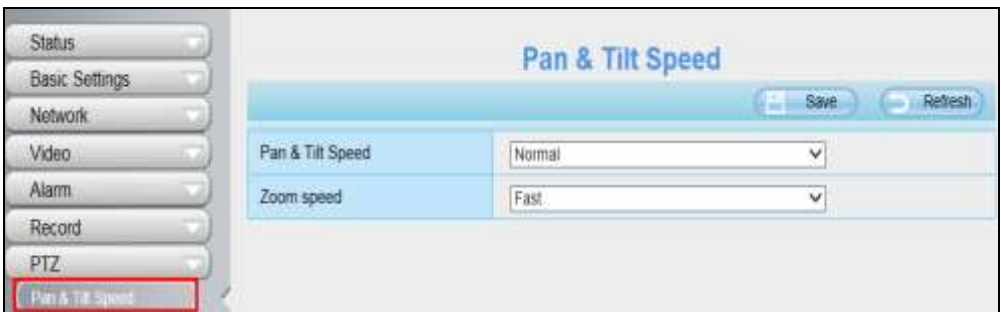 Status
Basic Settings
Network
Video
Alarm
Record
PTZ
Pan & Tilt Speed
Pan & Tilt Speed
Save Refresh
Pan & Tilt Speed Normal
Zoom speed Fast